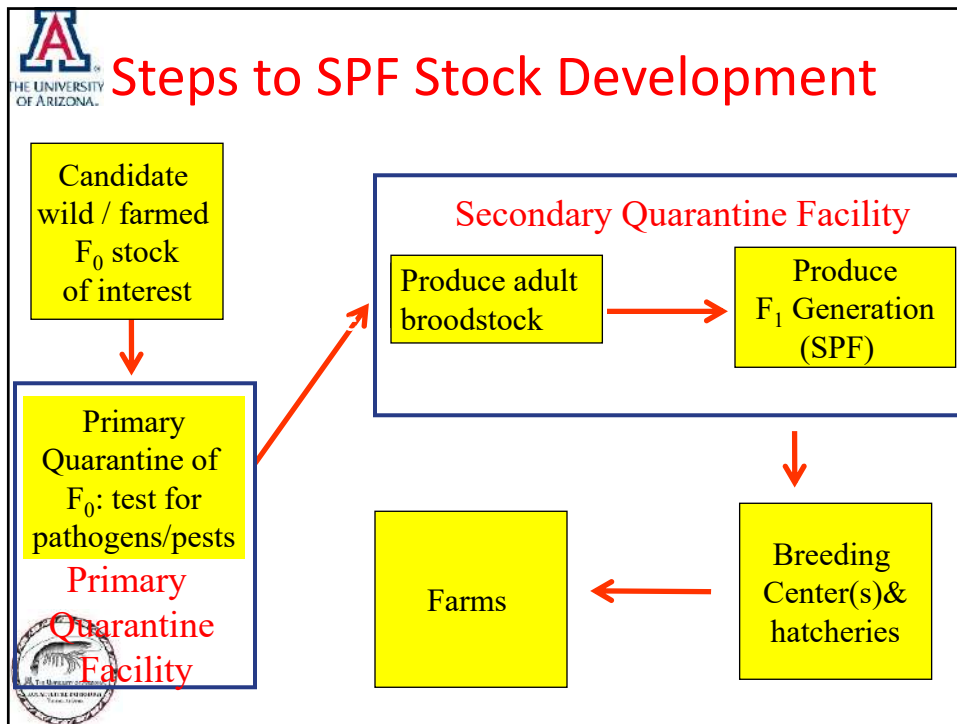 THE UNIVERSITY
OF ARIZONA.
Steps to SPF Stock Development
Candidate
wild / farmed
F₀ stock
of interest
Primary
Quarantine of
F₀: test for
pathogens/pests
Primary
Quarantine
Facility
Secondary Quarantine Facility
Produce adult
broodstock
Produce
F₁ Generation
(SPF)
Breeding
Center(s)&
hatcheries
Farms